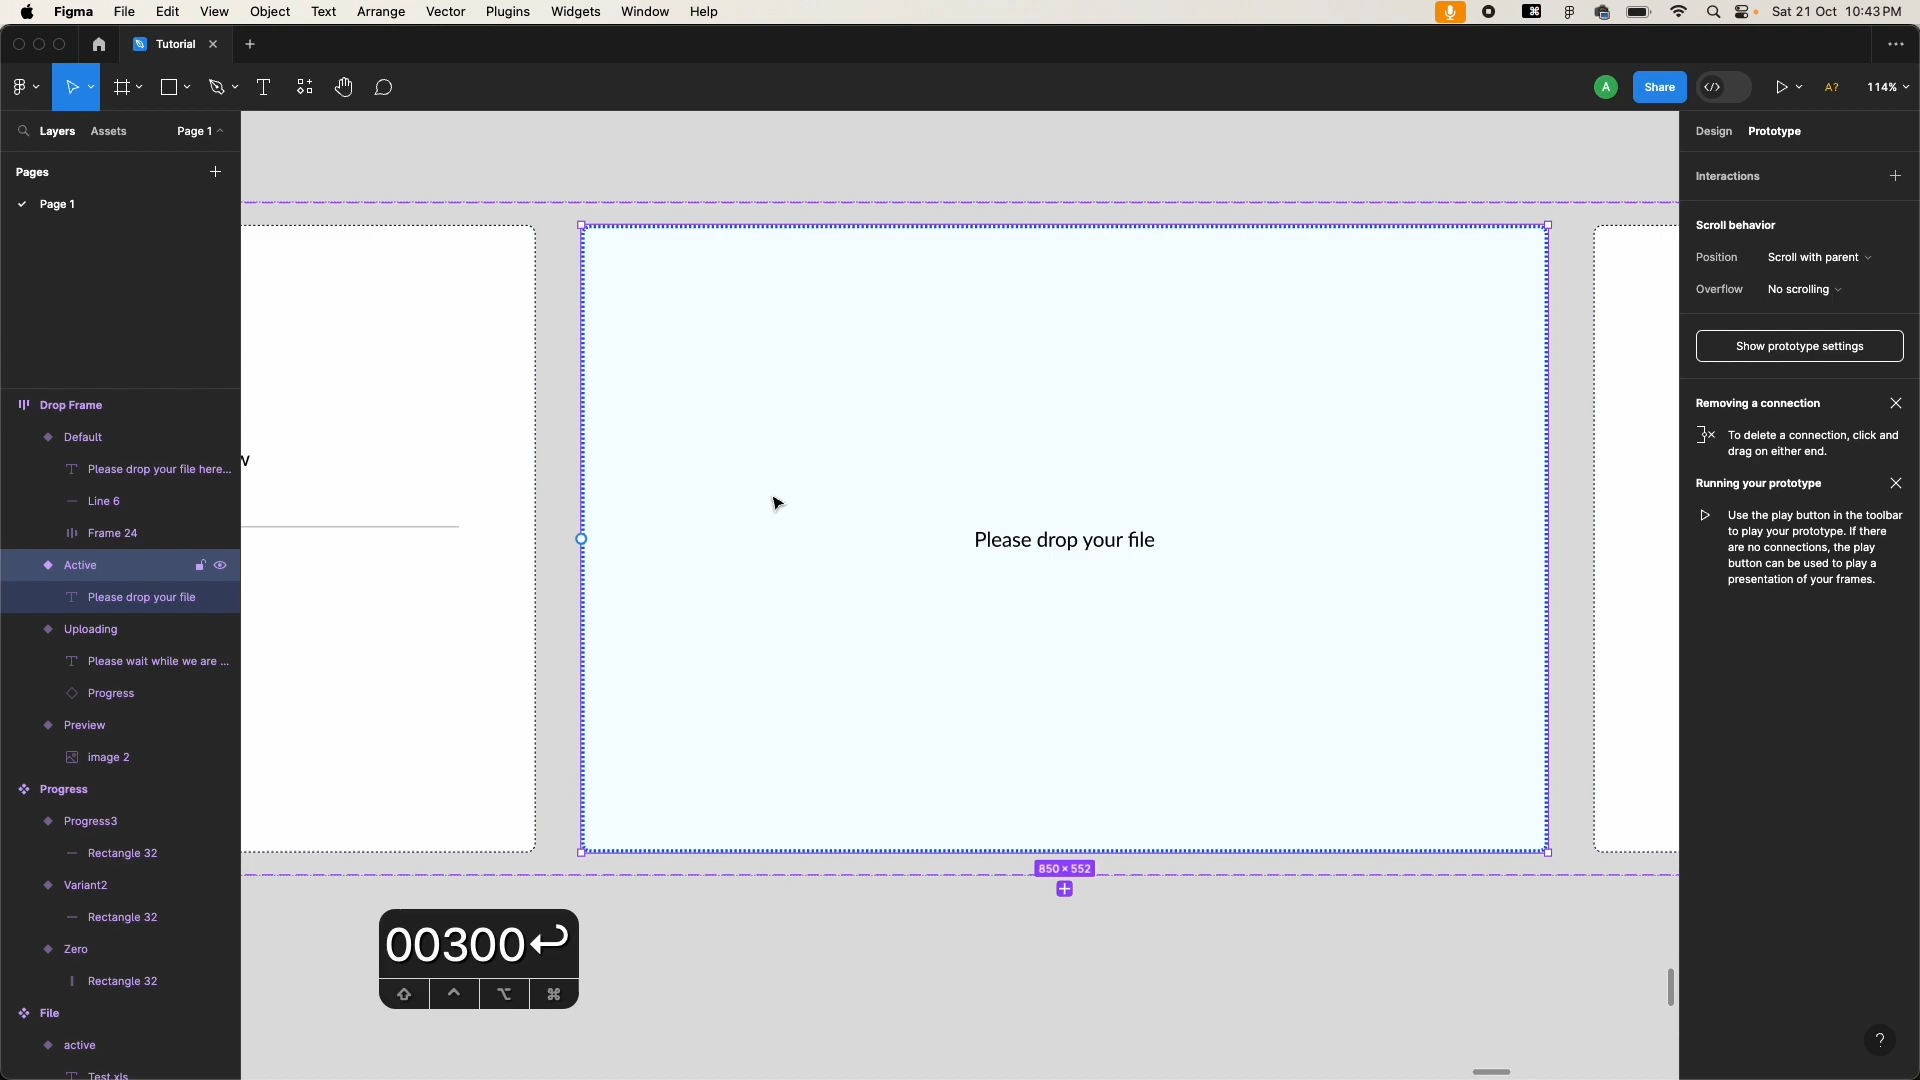 Figma File Edit View Object Text Arrange Vector Plugins Widgets Window Help Sat 21 Oct 10:43 PM
Tutorial
A Share A? 114%
Layers Assets Page 1
Pages
Page 1
Drop Frame
Default
Please drop your file here...
Line 6
Frame 24
Active
Please drop your file
Uploading
Please wait while we are ...
Progress
Preview
image 2
Progress
Progress3
Rectangle 32
Variant2
Rectangle 32
Zero
Rectangle 32
File
active
Test.xls
w
Please drop your file
850 × 552
00300↩
Design Prototype
Interactions
Scroll behavior
Position Scroll with parent
Overflow No scrolling
Show prototype settings
Removing a connection
To delete a connection, click and
drag on either end.
Running your prototype
Use the play button in the toolbar
to play your prototype. If there
are no connections, the play
button can be used to play a
presentation of your frames.
?